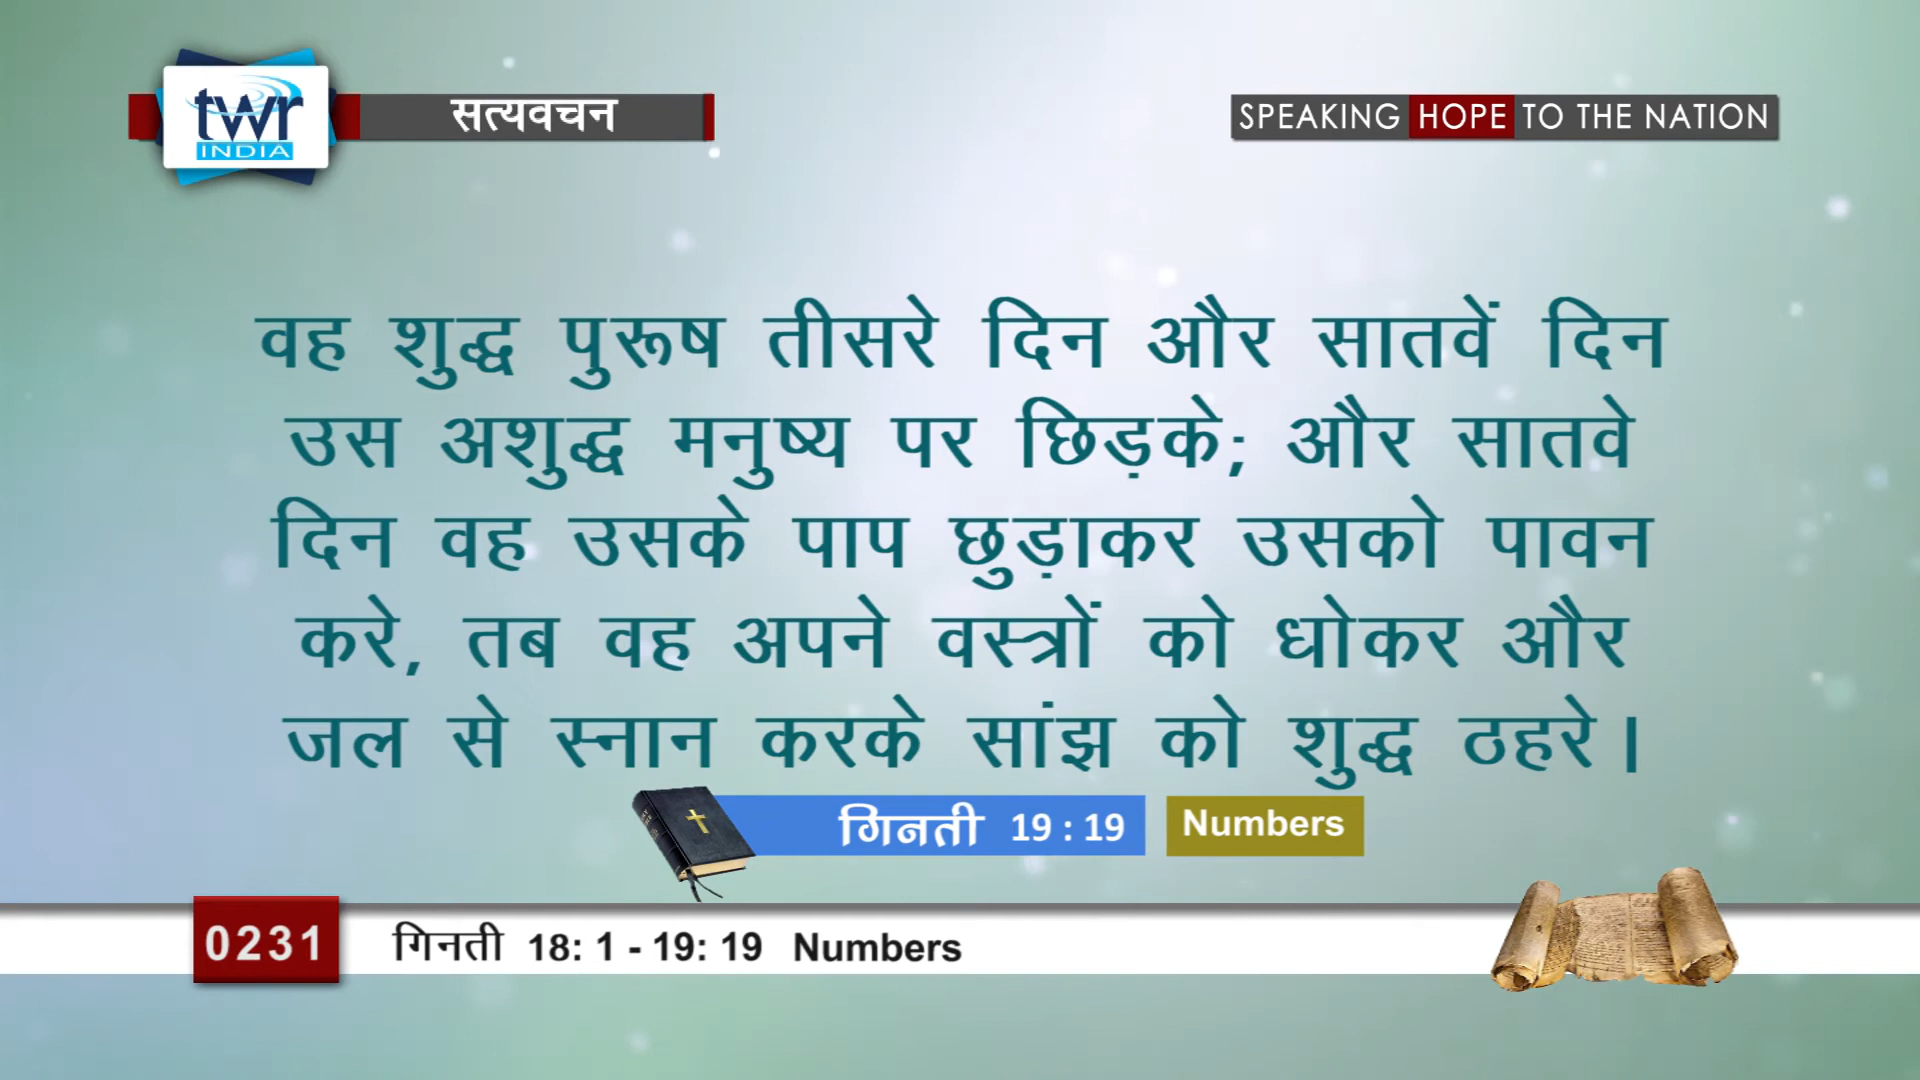 twr
INDIA
सत्यवचन
SPEAKING HOPE TO THE NATION
वह शुद्ध पुरूष तीसरे दिन और सातवें दिन
उस अशुद्ध मनुष्य पर छिड़के; और सातवे
दिन वह उसके पाप छुड़ाकर उसको पावन
करे, तब वह अपने वस्त्रों को धोकर और
जल से स्नान करके सांझ को शुद्ध ठहरे।
गिनती 19 : 19 Numbers
0231 गिनती 18: 1 - 19: 19 Numbers